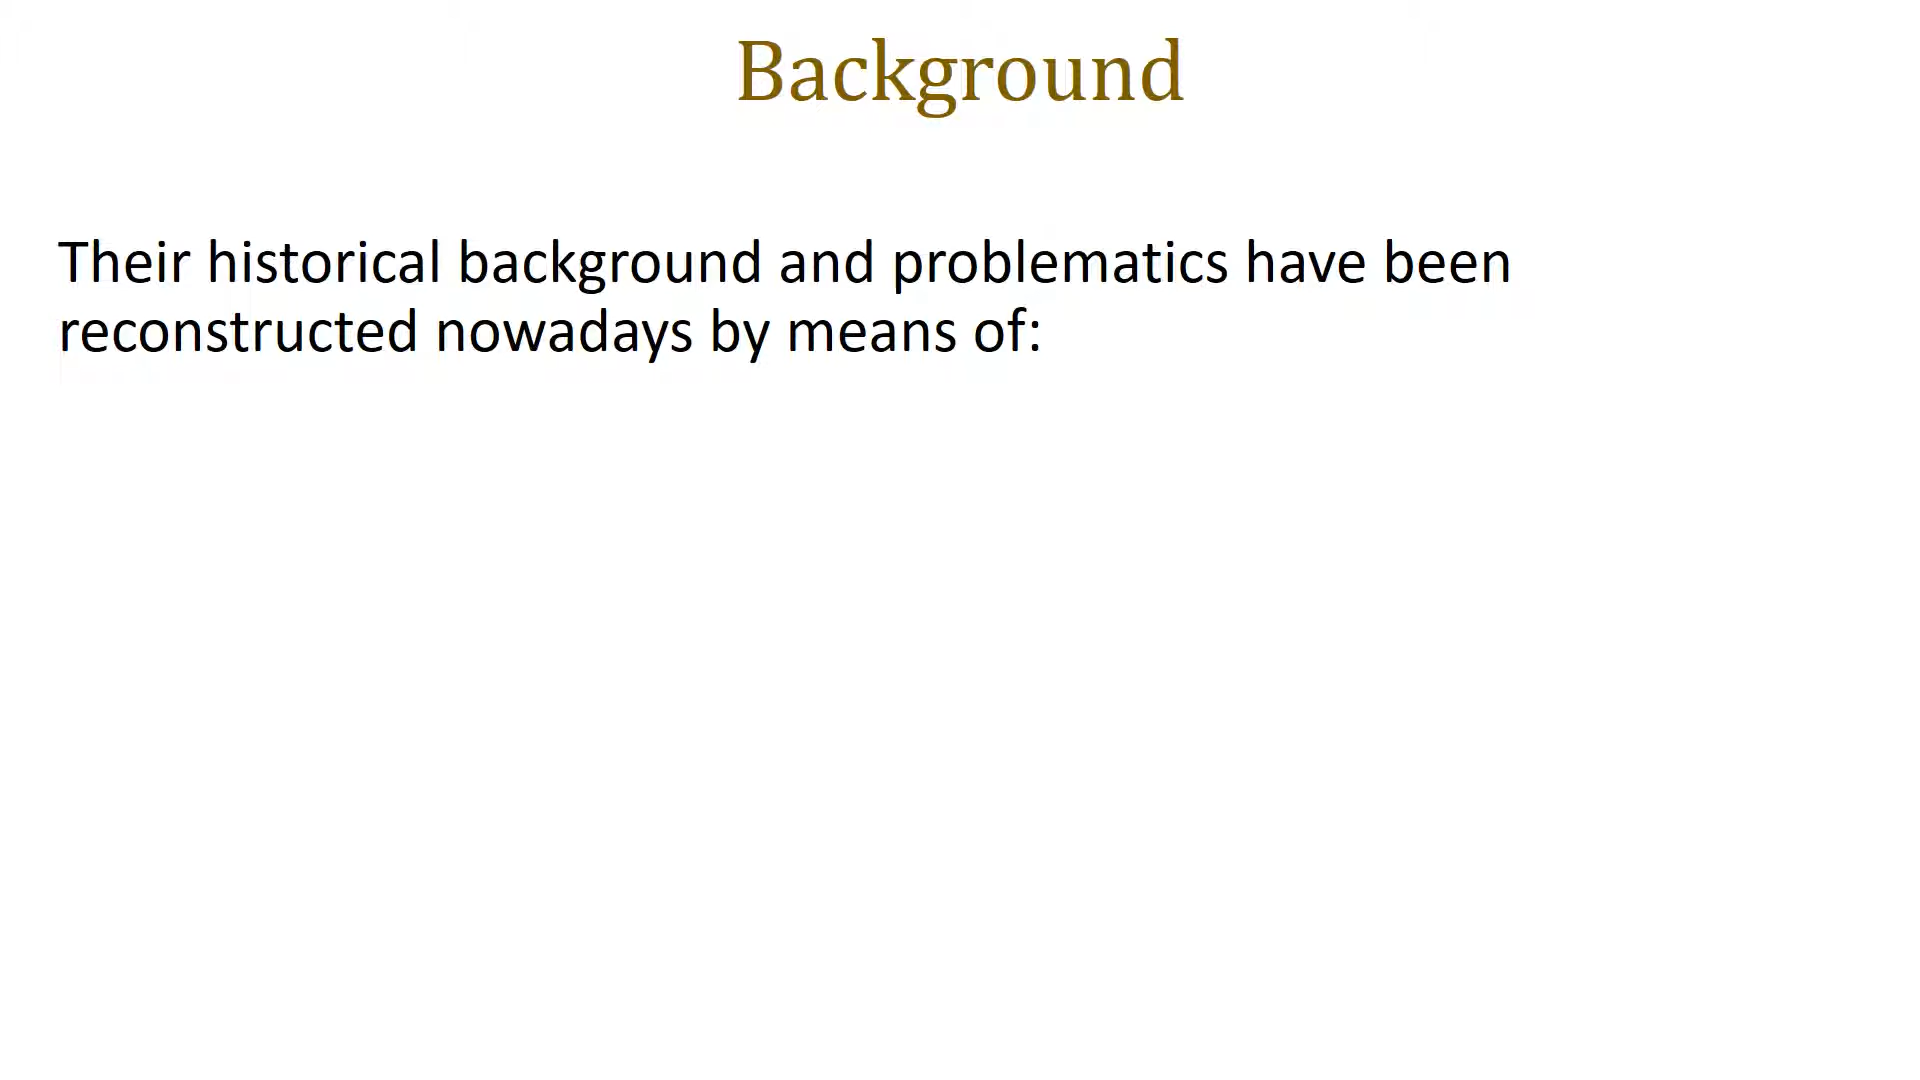 Background
Their historical background and problematics have been
reconstructed nowadays by means of: